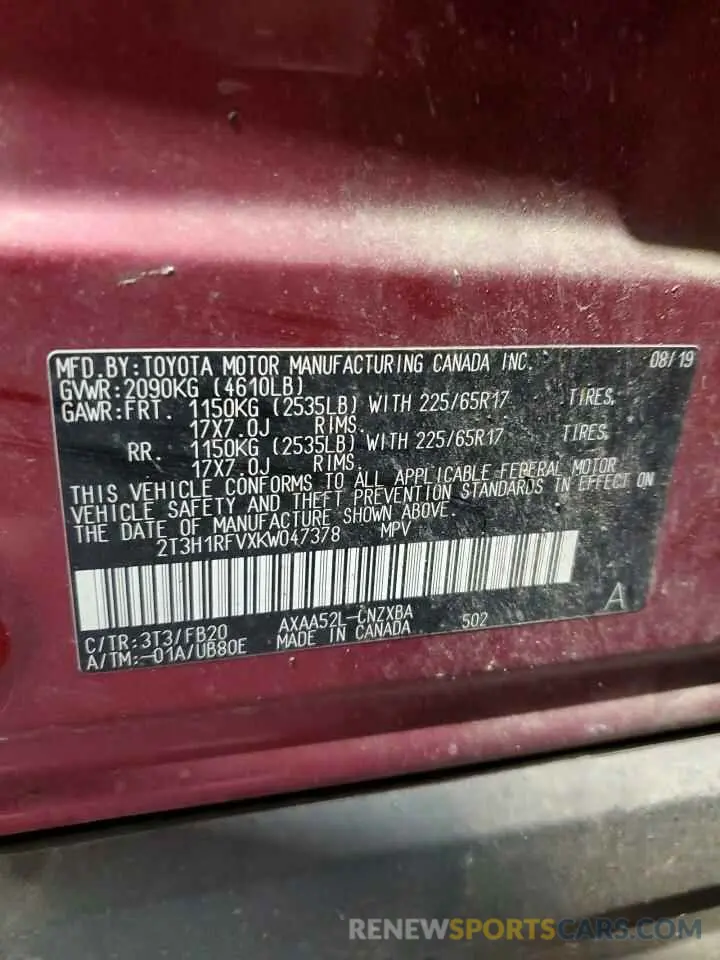 MFD.BY:TOYOTA MOTOR MANUFACTURING CANADA INC. 08/19
GVWR:2090KG (4610LB)
GAWR:FRT. 1150KG (2535LB) WITH 225/65R17 TIRES,
17X7.0J RIMS.
RR. 1150KG (2535LB) WITH 225/65R17 TIRES,
17X7.0J RIMS.
THIS VEHICLE CONFORMS TO ALL APPLICABLE FEDERAL MOTOR
VEHICLE SAFETY AND THEFT PREVENTION STANDARDS IN EFFECT ON
THE DATE OF MANUFACTURE SHOWN ABOVE.
2T3H1RFVXKW047378 MPV
A
C/TR:3T3/FB20 AXAA52L-CNZXBA 502
A/TM:-01A/UB80E MADE IN CANADA
RENEWSPORTSCARS.COM